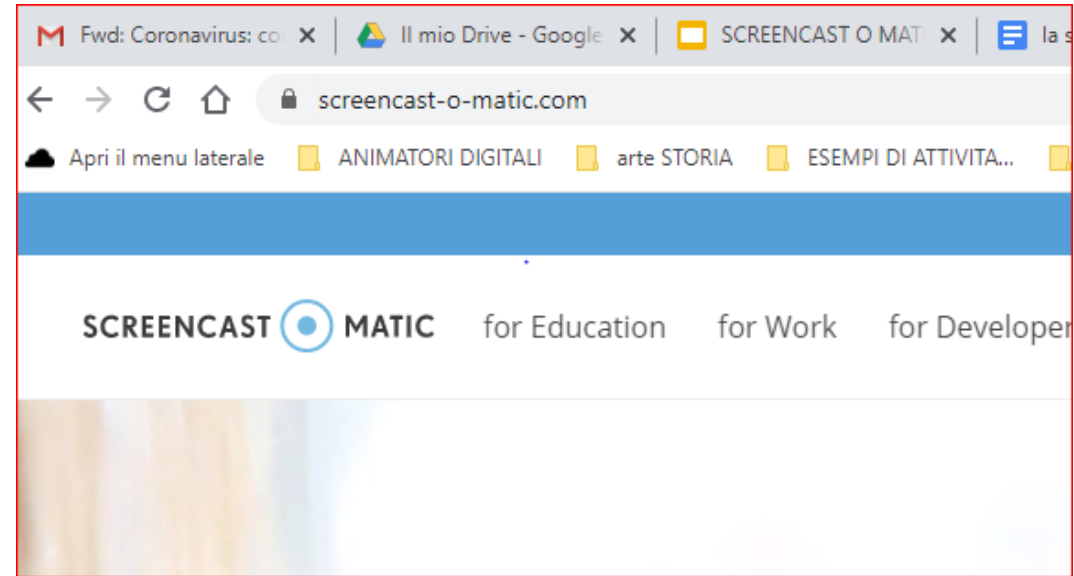 Fwd: Coronavirus: co Il mio Drive - Google SCREENCAST O MAT la s
screencast-o-matic.com
Apri il menu laterale ANIMATORI DIGITALI arte STORIA ESEMPI DI ATTIVITA...
SCREENCAST O MATIC for Education for Work for Developer